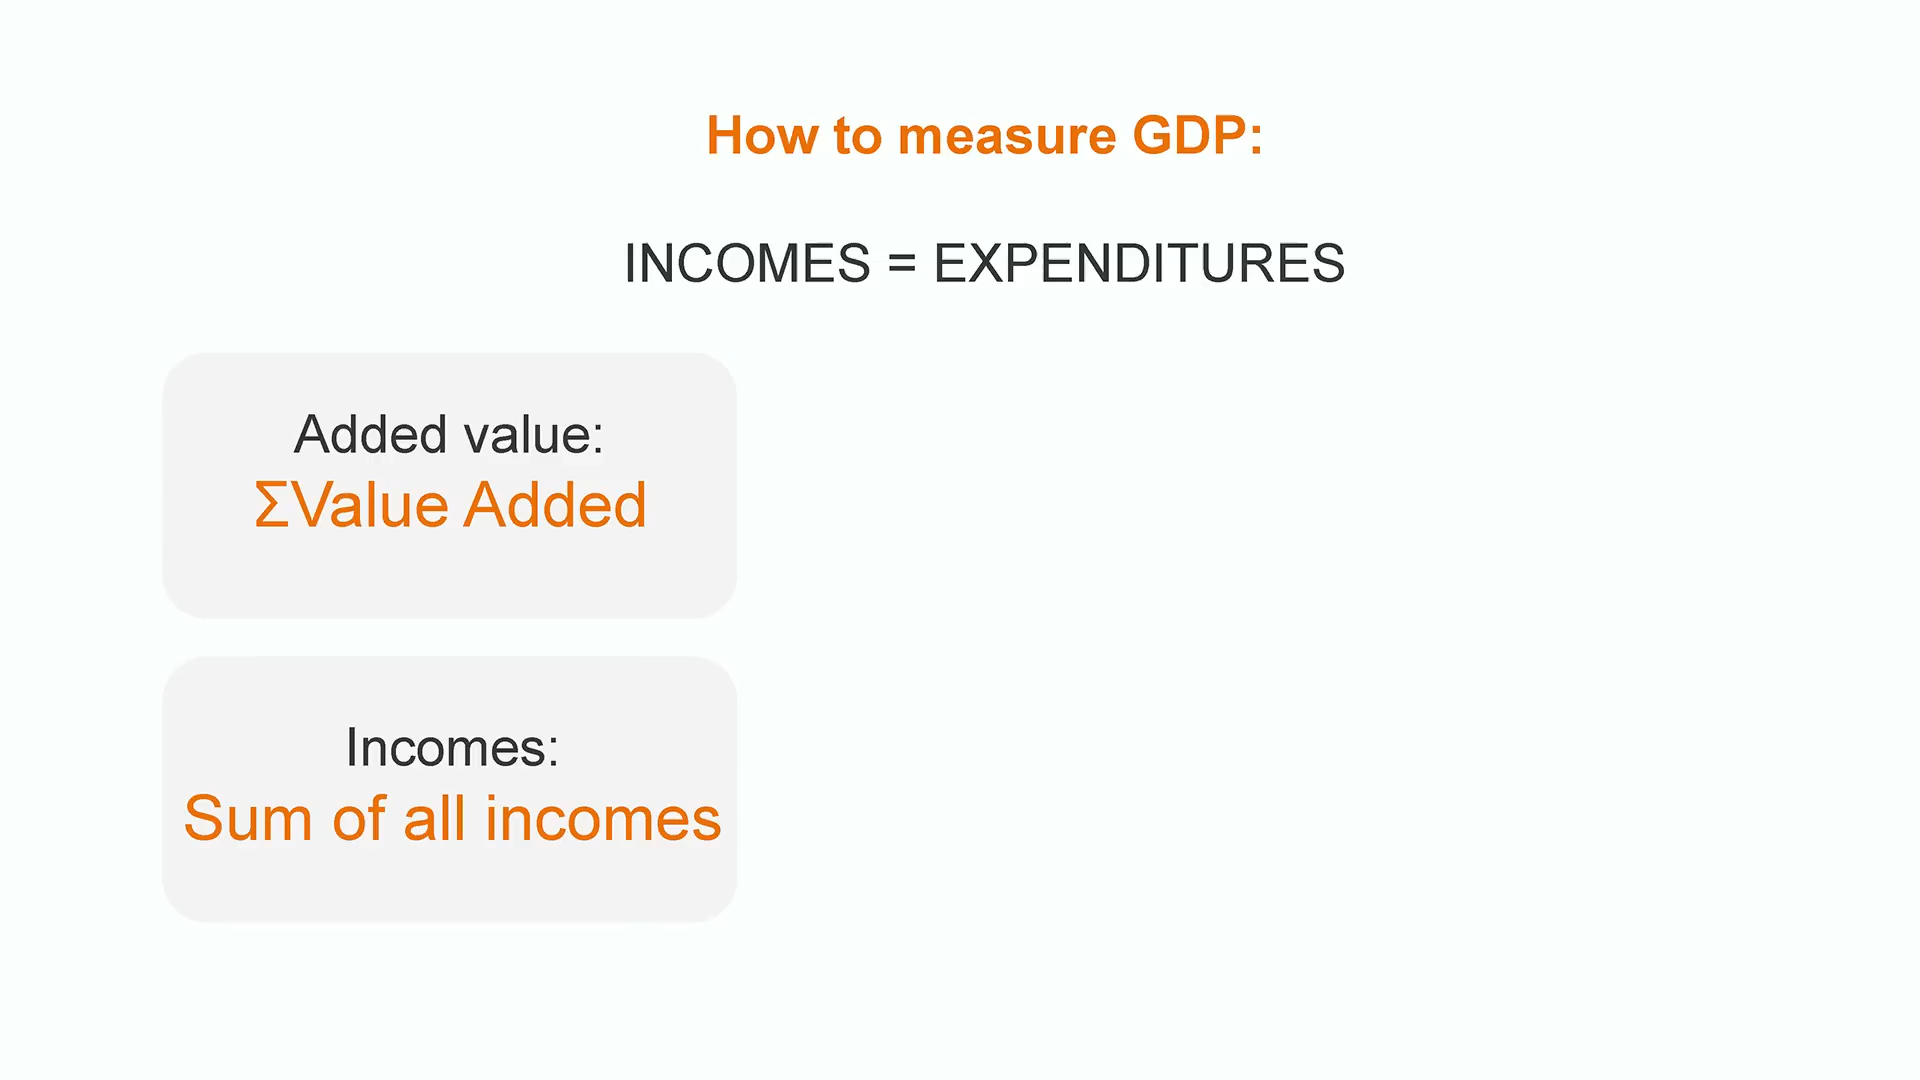 How to measure GDP:
INCOMES = EXPENDITURES
Added value:
ΣValue Added
Incomes:
Sum of all incomes